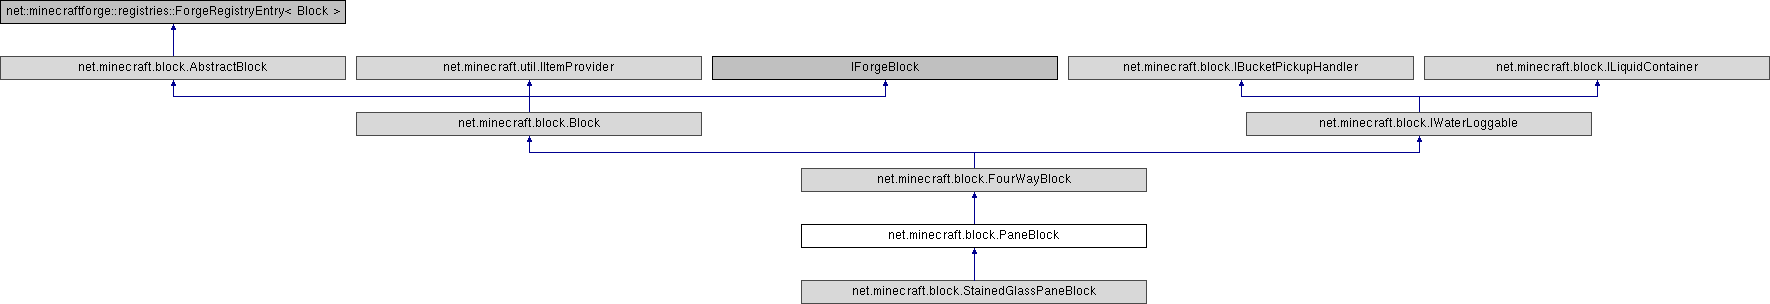 net::minecraftforge::registries::ForgeRegistryEntry< Block >
net.minecraft.block.AbstractBlock
net.minecraft.util.IItemProvider
IForgeBlock
net.minecraft.block.IBucketPickupHandler
net.minecraft.block.ILiquidContainer
net.minecraft.block.Block
net.minecraft.block.IWaterLoggable
net.minecraft.block.FourWayBlock
net.minecraft.block.PaneBlock
net.minecraft.block.StainedGlassPaneBlock